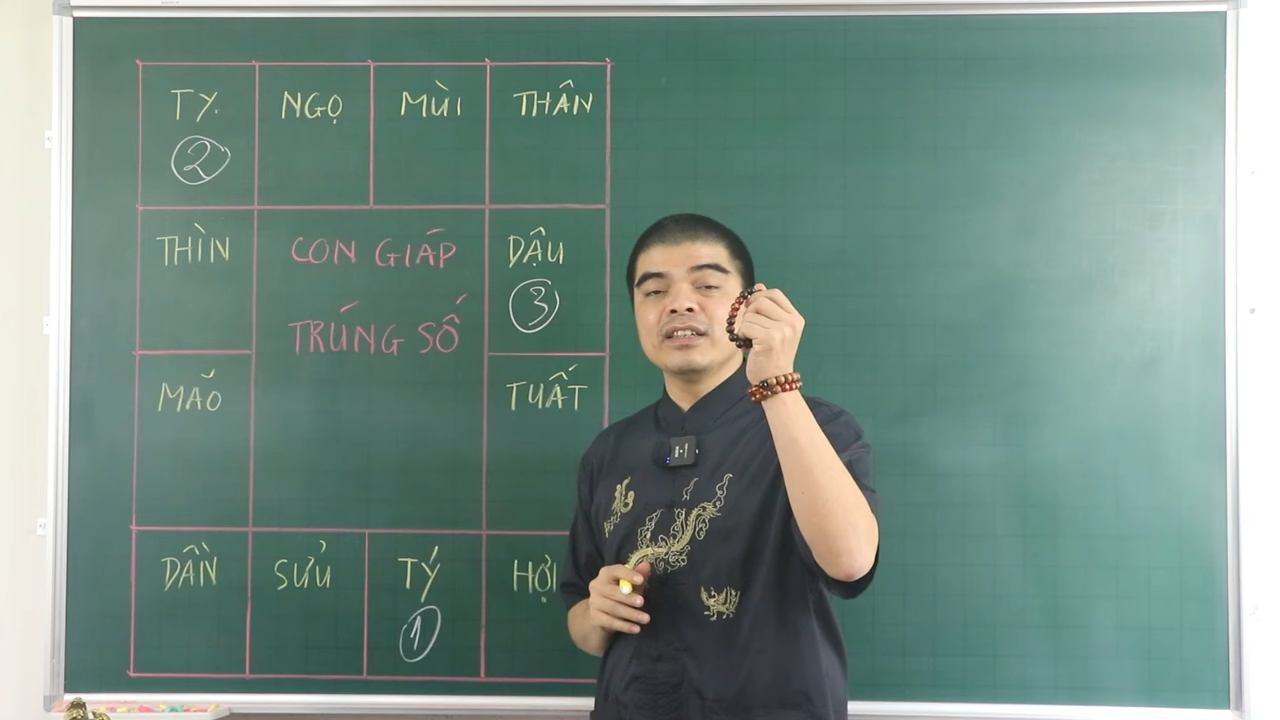 TỴ
②
NGỌ
MÙI
THÂN
THÌN
CON GIÁP
TRÚNG SỐ
DẬU
③
MÃO
TUẤT
DẦN
SỬU
TÝ
①
HỢI